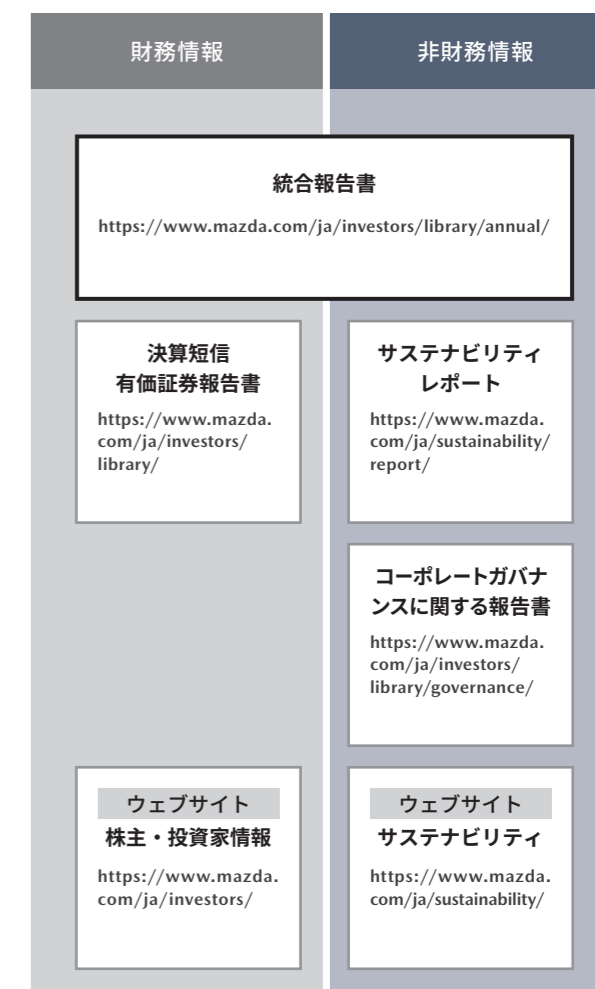 財務情報
非財務情報
統合報告書
https://www.mazda.com/ja/investors/library/annual/
決算短信
有価証券報告書
https://www.mazda.
com/ja/investors/
library/
サステナビリティ
レポート
https://www.mazda.
com/ja/sustainability/
report/
コーポレートガバナ
ンスに関する報告書
https://www.mazda.
com/ja/investors/
library/governance/
ウェブサイト
株主・投資家情報
https://www.mazda.
com/ja/investors/
ウェブサイト
サステナビリティ
https://www.mazda.
com/ja/sustainability/